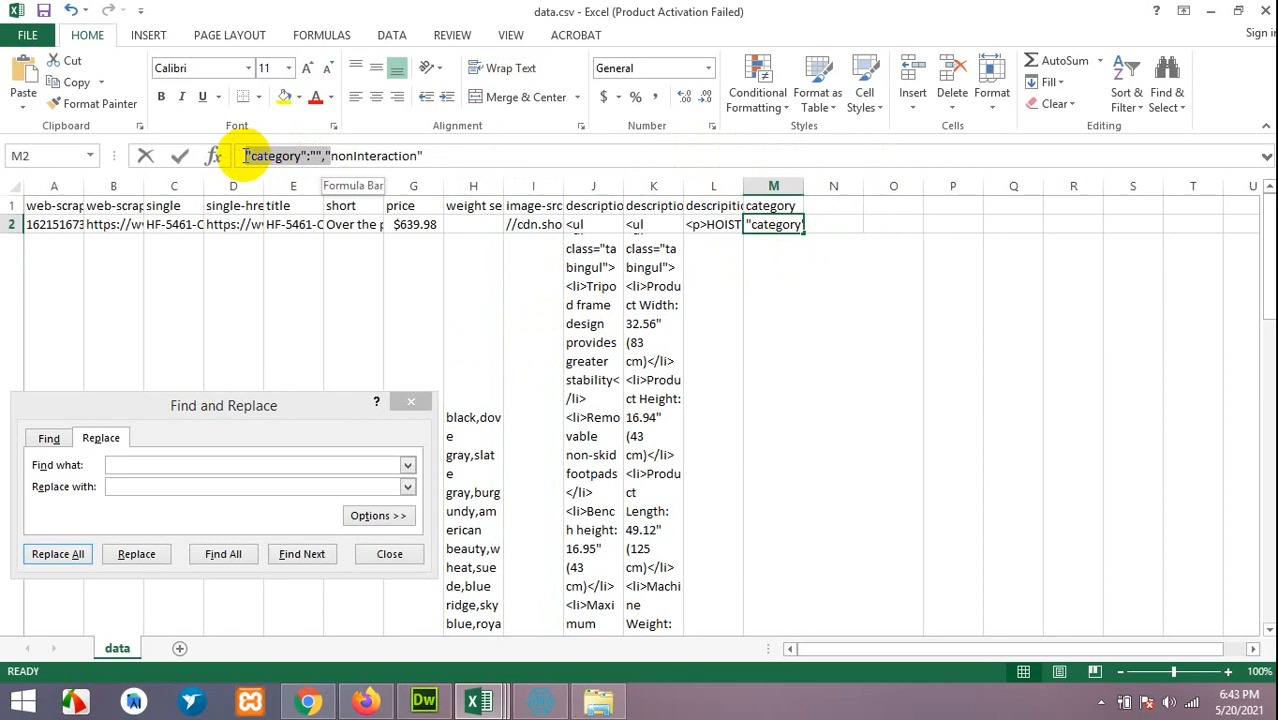 data.csv - Excel (Product Activation Failed)
FILE HOME INSERT PAGE LAYOUT FORMULAS DATA REVIEW VIEW ACROBAT Sign in
Paste Cut Copy Format Painter Clipboard
Calibri 11 B I U A Font
Wrap Text Merge & Center Alignment
General $ % , Number
Conditional Formatting Format as Table Cell Styles Styles
Insert Delete Format Cells
AutoSum Fill Clear Sort & Filter Find & Select Editing
M2 fx "category":"","nonInteraction"
Formula Bar
A B C D E F G H I J K L M N O P Q R S T U
1 web-scrap web-scrap single single-hre title short price weight se image-src description description descripition category
2 162151673 https://w HF-5461-C https://w HF-5461-C Over the p $639.98 //cdn.sho <ul <ul <p>HOIST "category"
class="ta class="ta
bingul"> bingul">
<li>Tripo <li>Produ
d frame ct Width:
design 32.56"
provides (83
greater cm)</li>
stability</ <li>Produ
li> ct Height:
black,dov <li>Remo 16.94"
e vable (43
gray,slat non-skid cm)</li>
e footpads <li>Produ
gray,burg </li> ct
undy,am <li>Benc Length:
erican h height: 49.12"
beauty,w 16.95" (125
heat,sue (43 cm)</li>
de,blue cm)</li> <li>Machi
ridge,sky <li>Maxi ne
blue,roya mum Weight:
Find and Replace ?
Find Replace
Find what:
Replace with:
Options >>
Replace All Replace Find All Find Next Close
data
READY 100%
Dw
6:43 PM
5/20/2021